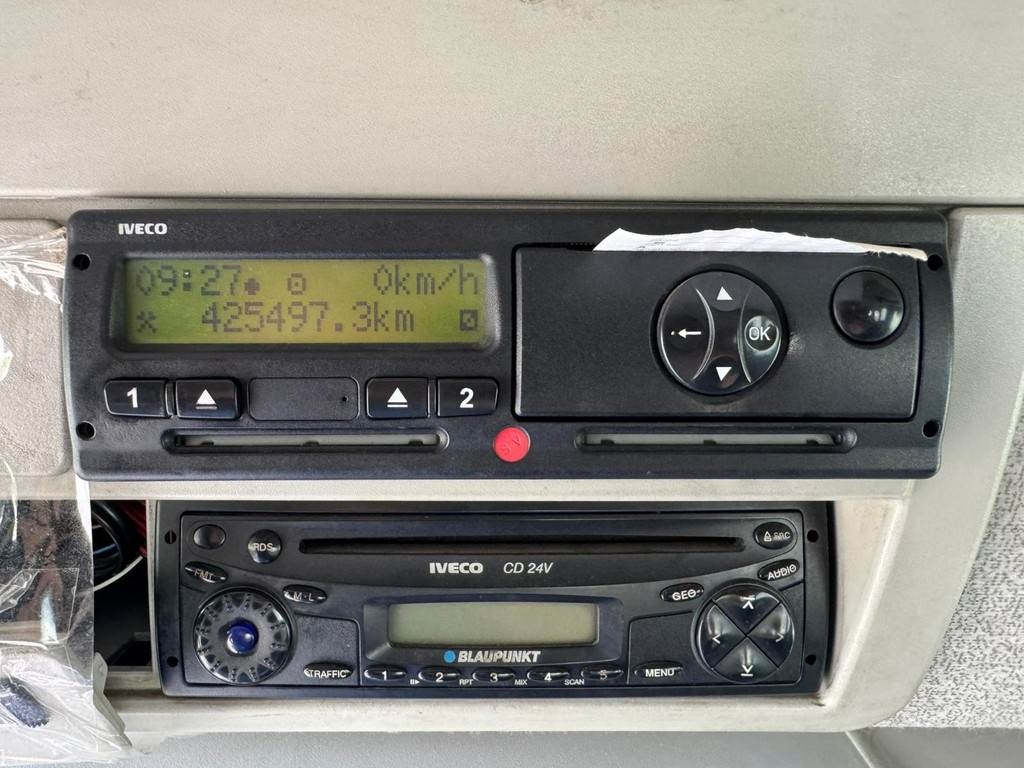 IVECO
09:27 0km/h
425497.3km
OK
1 2
SV
RDS SRC
IVECO CD 24V
FMT AUDIO
M·L GEO
BLAUPUNKT
TRAFFIC 1 2 3 4 5 MENU
RPT MIX SCAN